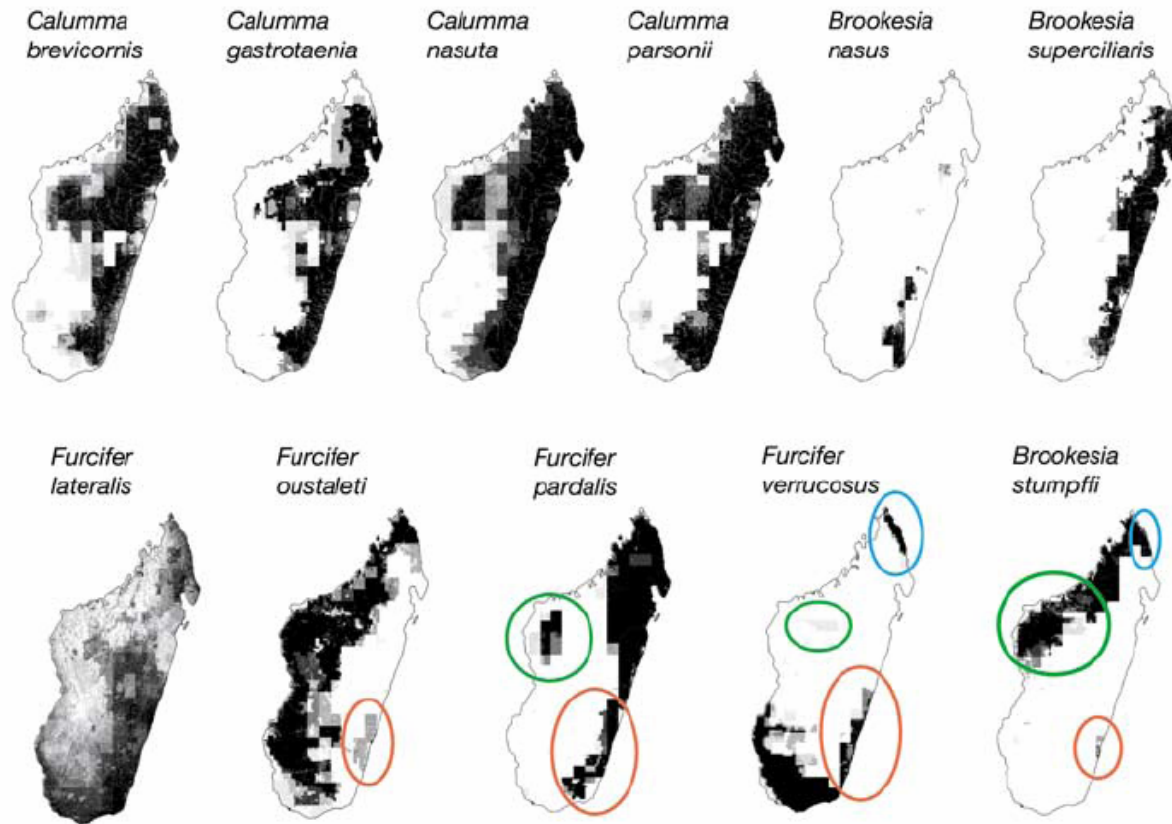 Calumma
brevicornis
Calumma
gastrotaenia
Calumma
nasuta
Calumma
parsonii
Brookesia
nasus
Brookesia
superciliaris
Furcifer
lateralis
Furcifer
oustaleti
Furcifer
pardalis
Furcifer
verrucosus
Brookesia
stumpffi